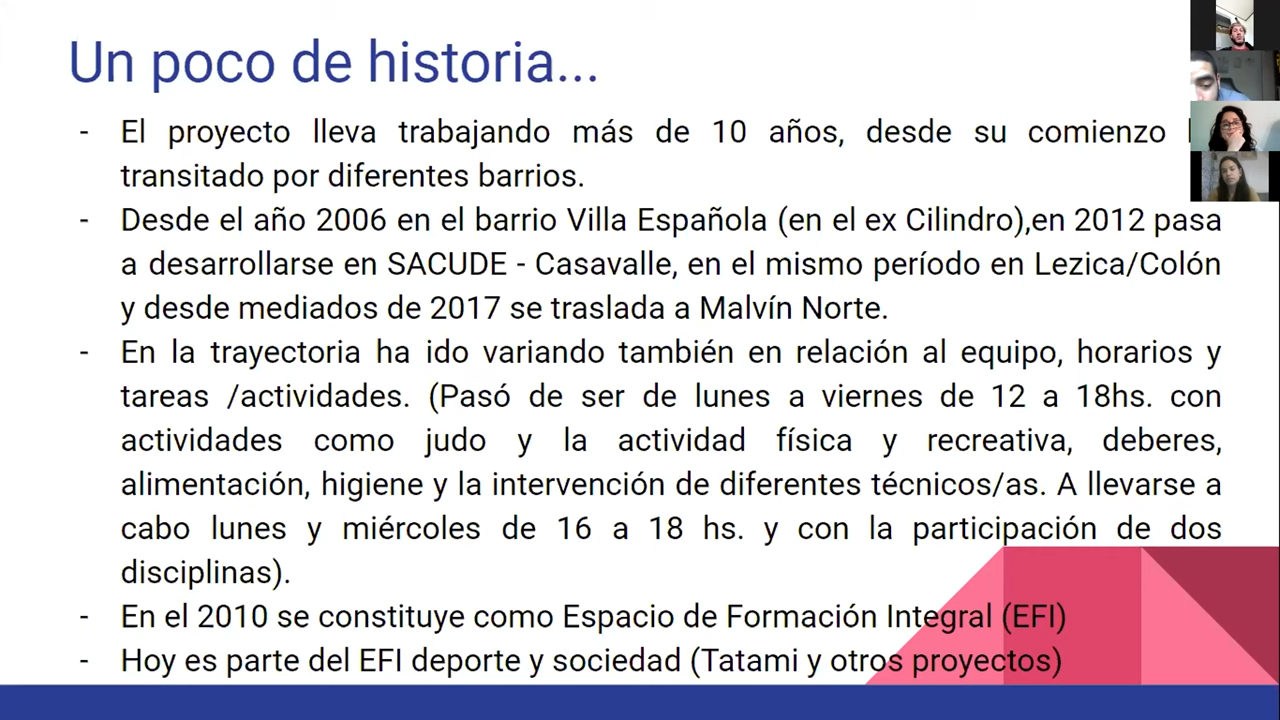 Un poco de historia...
- El proyecto lleva trabajando más de 10 años, desde su comienzo
transitado por diferentes barrios.
- Desde el año 2006 en el barrio Villa Española (en el ex Cilindro),en 2012 pasa
a desarrollarse en SACUDE - Casavalle, en el mismo período en Lezica/Colón
y desde mediados de 2017 se traslada a Malvín Norte.
- En la trayectoria ha ido variando también en relación al equipo, horarios y
tareas /actividades. (Pasó de ser de lunes a viernes de 12 a 18hs. con
actividades como judo y la actividad física y recreativa, deberes,
alimentación, higiene y la intervención de diferentes técnicos/as. A llevarse a
cabo lunes y miércoles de 16 a 18 hs. y con la participación de dos
disciplinas).
- En el 2010 se constituye como Espacio de Formación Integral (EFI)
- Hoy es parte del EFI deporte y sociedad (Tatami y otros proyectos)